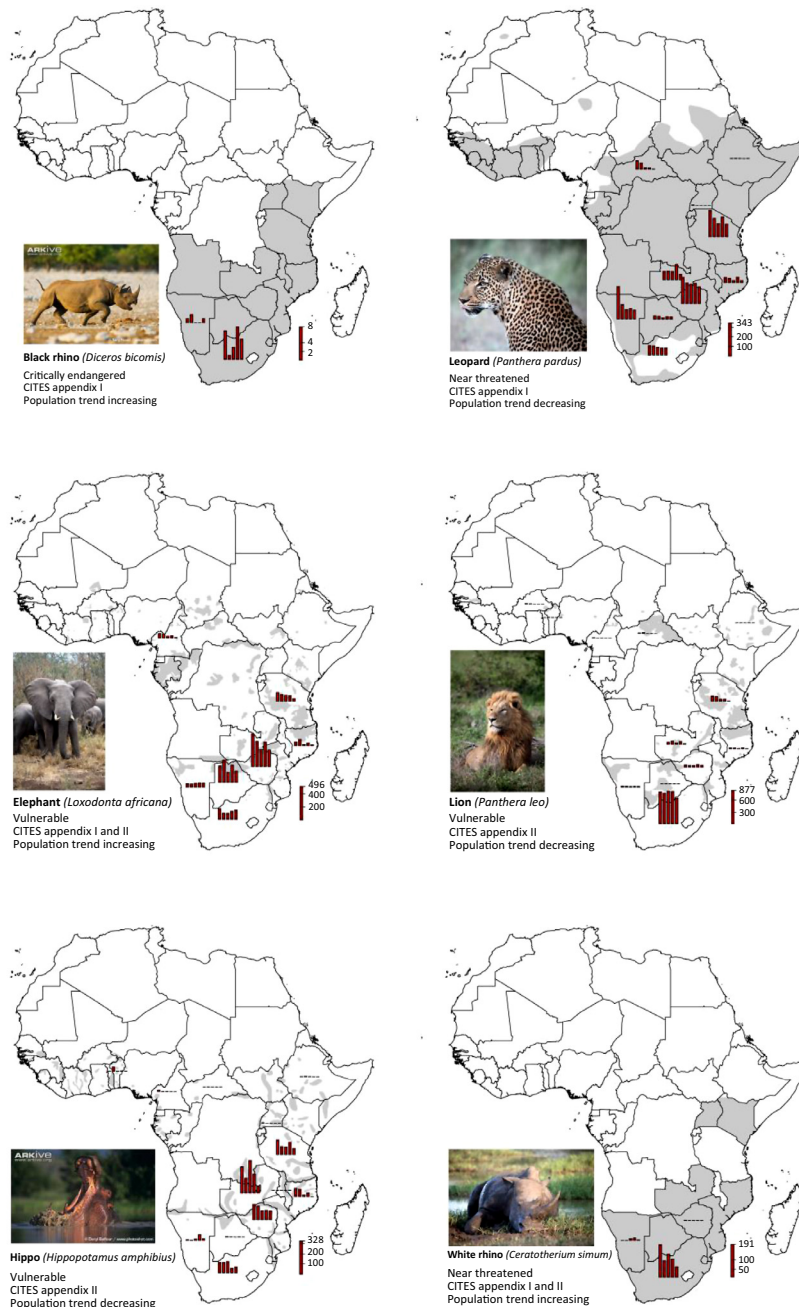 ARKive
8
4
2
Black rhino (Diceros bicomis)
Critically endangered
CITES appendix I
Population trend increasing
343
200
100
Leopard (Panthera pardus)
Near threatened
CITES appendix I
Population trend decreasing
496
400
200
Elephant (Loxodonta africana)
Vulnerable
CITES appendix I and II
Population trend increasing
877
600
300
Lion (Panthera leo)
Vulnerable
CITES appendix II
Population trend decreasing
ARKive
328
200
100
Hippo (Hippopotamus amphibius)
Vulnerable
CITES appendix II
Population trend decreasing
191
100
50
White rhino (Ceratotherium simum)
Near threatened
CITES appendix I and II
Population trend increasing